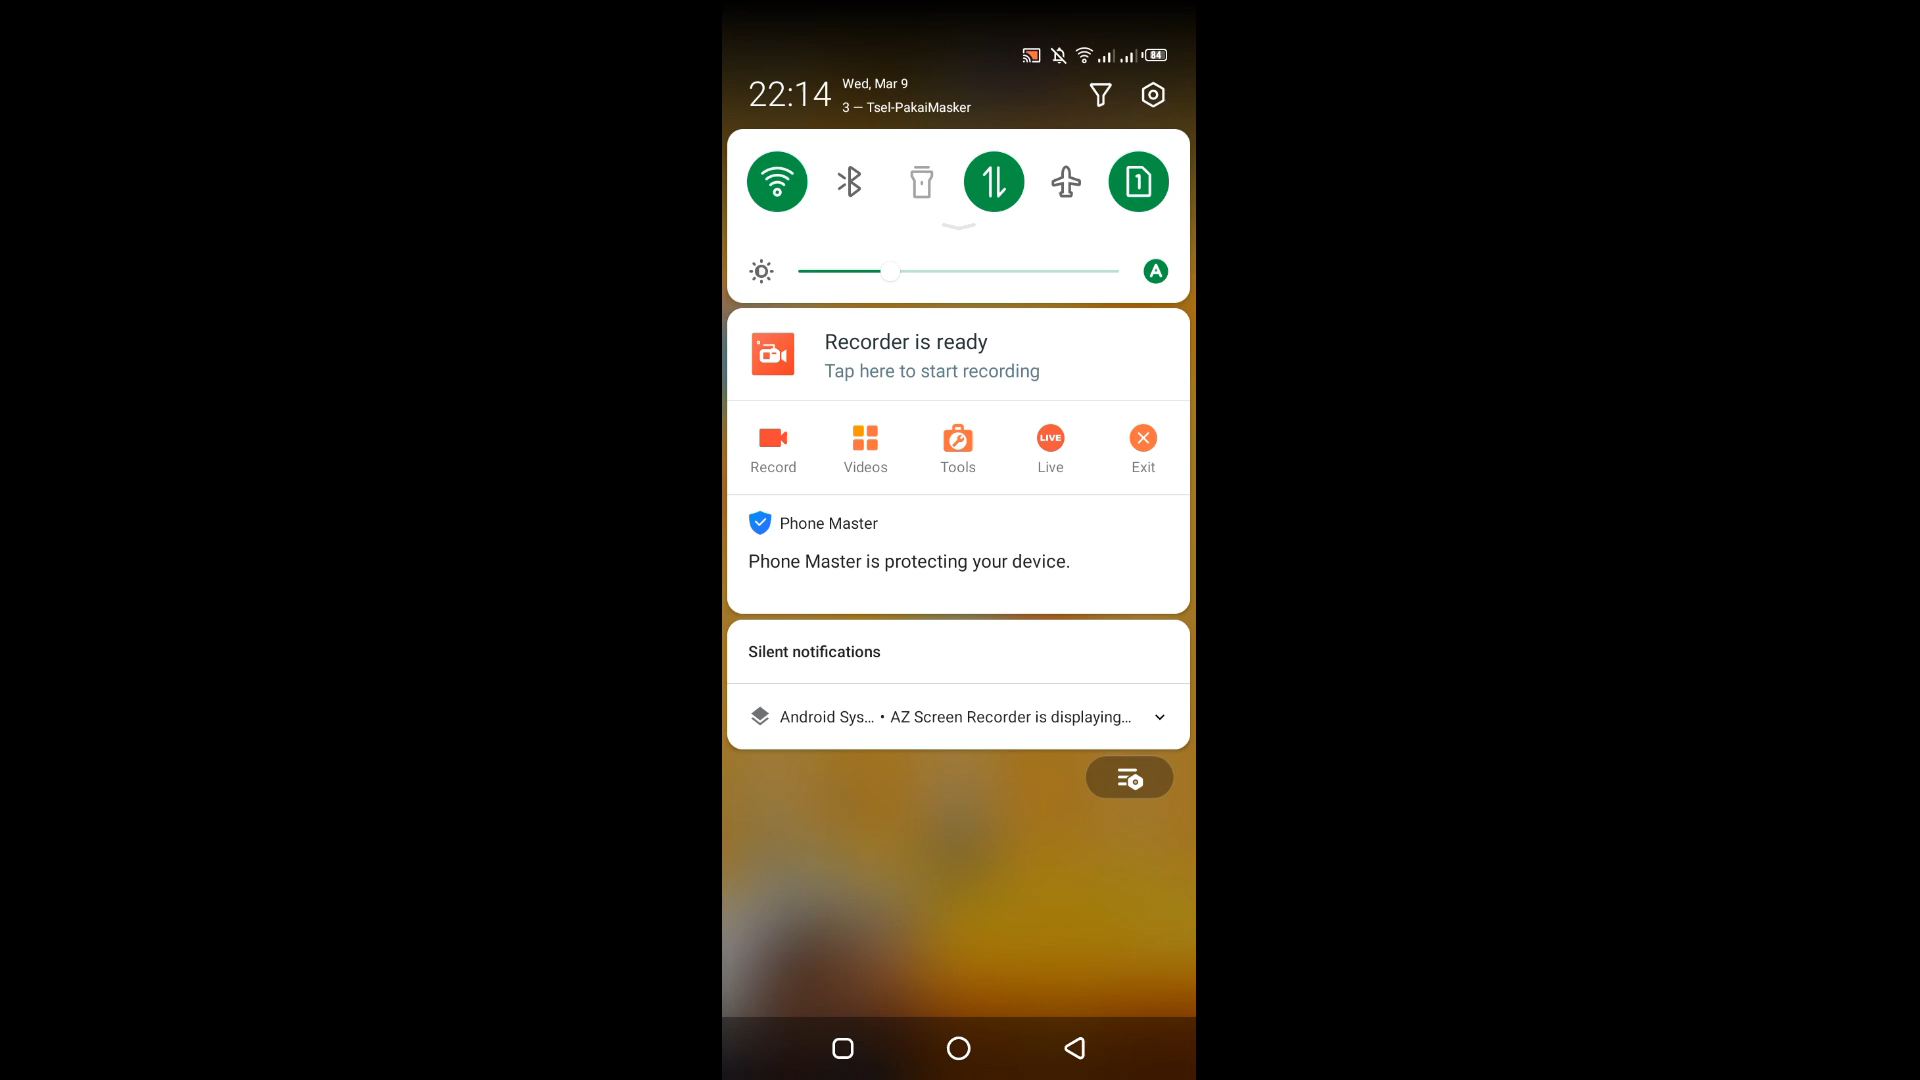 84
22:14
Wed, Mar 9
3 — Tsel-PakaiMasker
1
A
Recorder is ready
Tap here to start recording
LIVE
Record
Videos
Tools
Live
Exit
Phone Master
Phone Master is protecting your device.
Silent notifications
Android Sys... • AZ Screen Recorder is displaying...